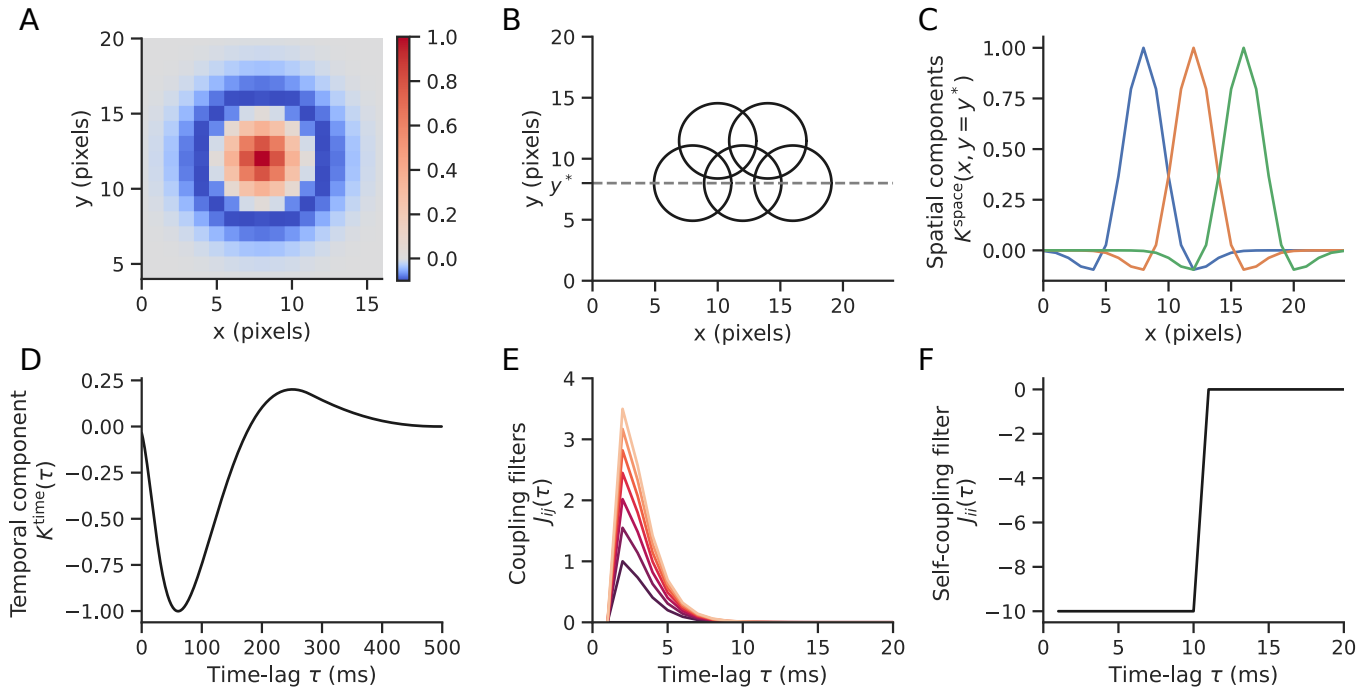 A
y (pixels)
20
15
10
5
0
5
10
15
x (pixels)
1.0
0.8
0.6
0.4
0.2
0.0
B
y (pixels)
y*
20
15
10
5
0
0
5
10
15
20
x (pixels)
C
Spatial components
K^space(x, y = y*)
1.00
0.75
0.50
0.25
0.00
0
5
10
15
20
x (pixels)
D
Temporal component
K^time(τ)
0.25
0.00
−0.25
−0.50
−0.75
−1.00
0
100
200
300
400
500
Time-lag τ (ms)
E
Coupling filters
J_ij(τ)
4
3
2
1
0
0
5
10
15
20
Time-lag τ (ms)
F
Self-coupling filter
J_ii(τ)
0
−2
−4
−6
−8
−10
0
5
10
15
20
Time-lag τ (ms)